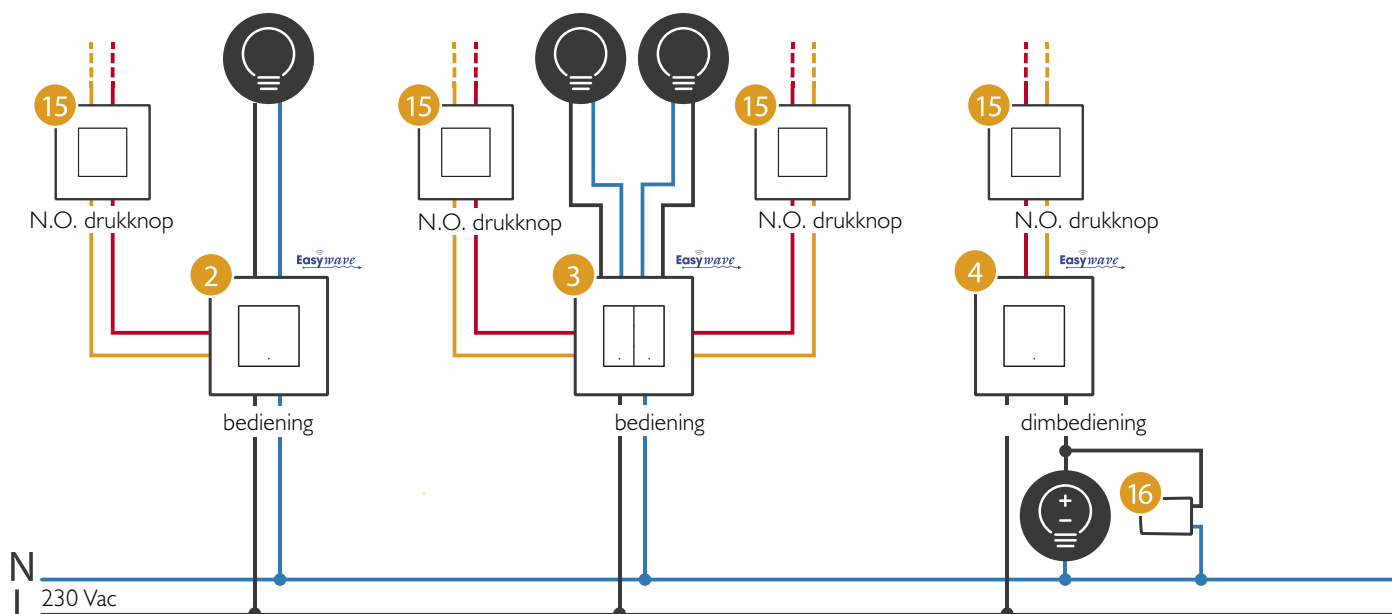 15
15
15
15
N.O. drukknop
N.O. drukknop
N.O. drukknop
N.O. drukknop
Easywave
Easywave
Easywave
2
3
4
bediening
bediening
dimbediening
+
−
16
N
230 Vac